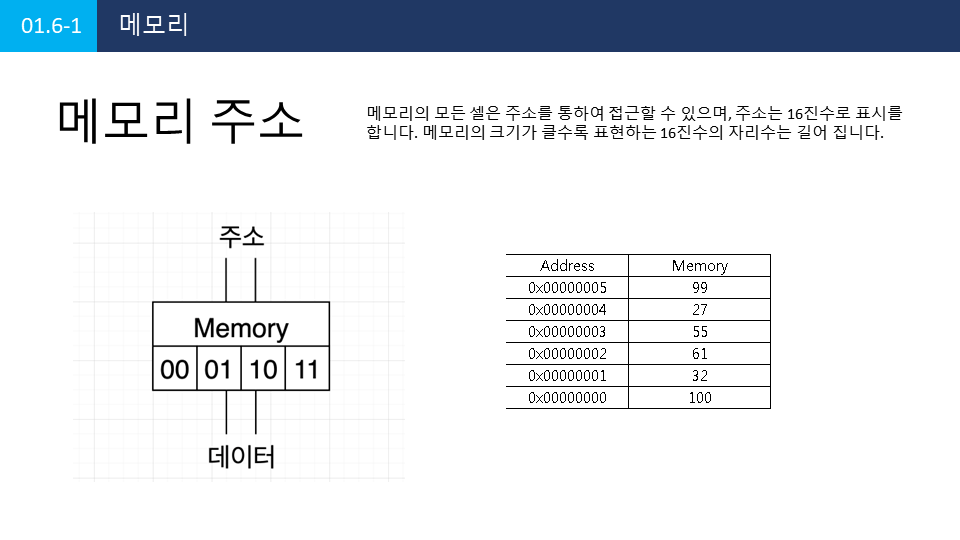 01.6-1 메모리
메모리 주소
메모리의 모든 셀은 주소를 통하여 접근할 수 있으며, 주소는 16진수로 표시를
합니다. 메모리의 크기가 클수록 표현하는 16진수의 자리수는 길어 집니다.
주소
Memory
00 01 10 11
데이터
Address Memory
0x00000005 99
0x00000004 27
0x00000003 55
0x00000002 61
0x00000001 32
0x00000000 100